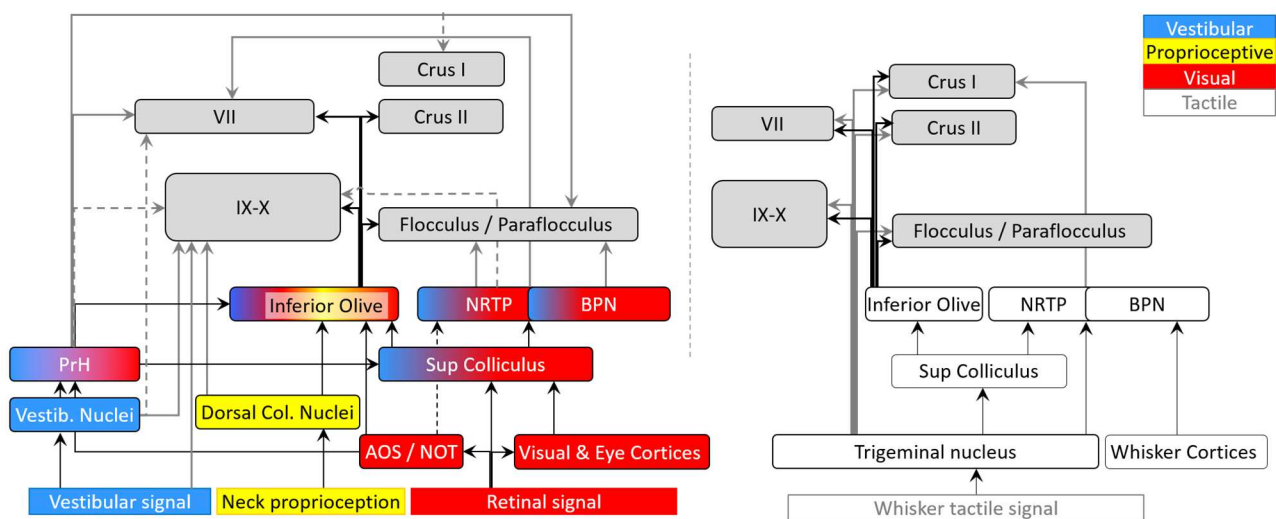 Crus I
VII
Crus II
IX-X
Flocculus / Paraflocculus
Inferior Olive
NRTP
BPN
PrH
Sup Colliculus
Vestib. Nuclei
Dorsal Col. Nuclei
AOS / NOT
Visual & Eye Cortices
Vestibular signal
Neck proprioception
Retinal signal
Vestibular
Proprioceptive
Visual
Tactile
Crus I
VII
Crus II
IX-X
Flocculus / Paraflocculus
Inferior Olive
NRTP
BPN
Sup Colliculus
Trigeminal nucleus
Whisker Cortices
Whisker tactile signal